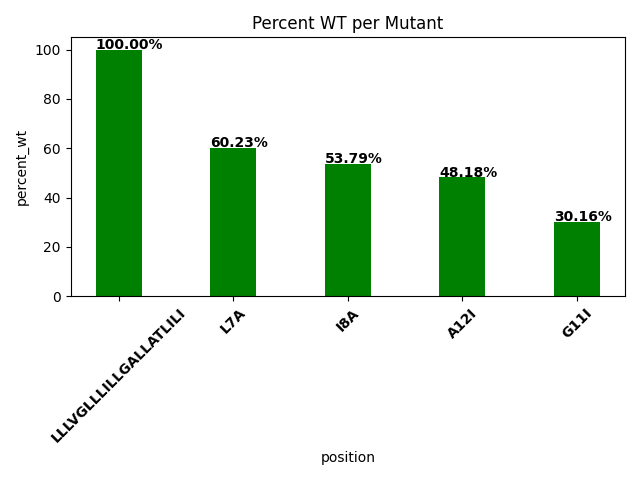 Percent WT per Mutant
percent_wt
100
80
60
40
20
0
100.00%
60.23%
53.79%
48.18%
30.16%
LLLVGLLLILLGALLATLILI
L7A
I8A
A12I
G11I
position